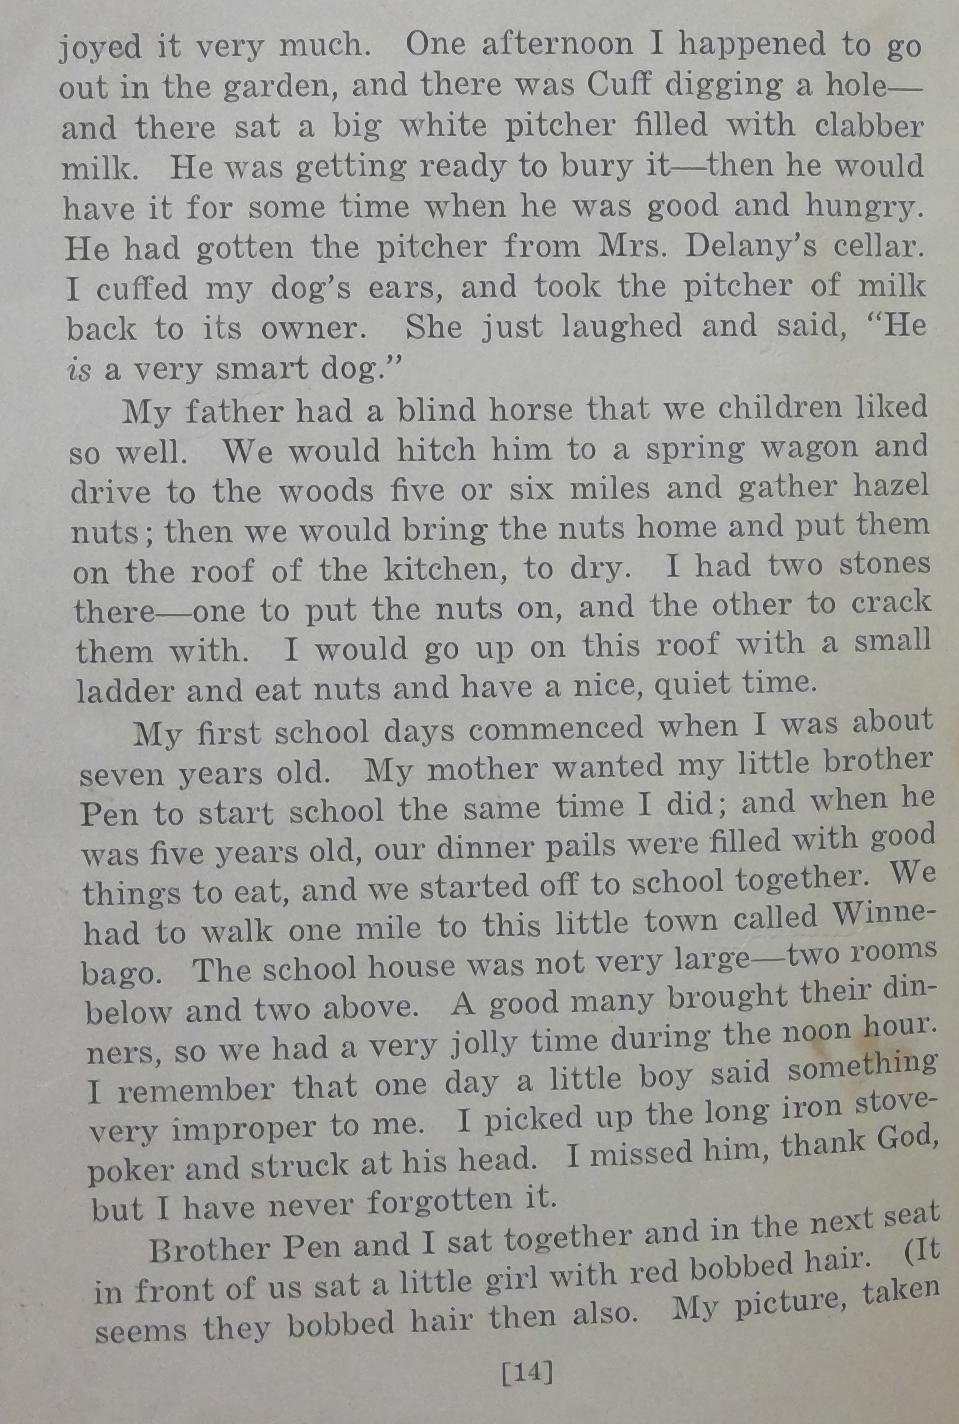 joyed it very much. One afternoon I happened to go
out in the garden, and there was Cuff digging a hole—
and there sat a big white pitcher filled with clabber
milk. He was getting ready to bury it—then he would
have it for some time when he was good and hungry.
He had gotten the pitcher from Mrs. Delany's cellar.
I cuffed my dog's ears, and took the pitcher of milk
back to its owner. She just laughed and said, “He
is a very smart dog.”
My father had a blind horse that we children liked
so well. We would hitch him to a spring wagon and
drive to the woods five or six miles and gather hazel
nuts; then we would bring the nuts home and put them
on the roof of the kitchen, to dry. I had two stones
there—one to put the nuts on, and the other to crack
them with. I would go up on this roof with a small
ladder and eat nuts and have a nice, quiet time.
My first school days commenced when I was about
seven years old. My mother wanted my little brother
Pen to start school the same time I did; and when he
was five years old, our dinner pails were filled with good
things to eat, and we started off to school together. We
had to walk one mile to this little town called Winne-
bago. The school house was not very large—two rooms
below and two above. A good many brought their din-
ners, so we had a very jolly time during the noon hour.
I remember that one day a little boy said something
very improper to me. I picked up the long iron stove-
poker and struck at his head. I missed him, thank God,
but I have never forgotten it.
Brother Pen and I sat together and in the next seat
in front of us sat a little girl with red bobbed hair. (It
seems they bobbed hair then also. My picture, taken
[14]